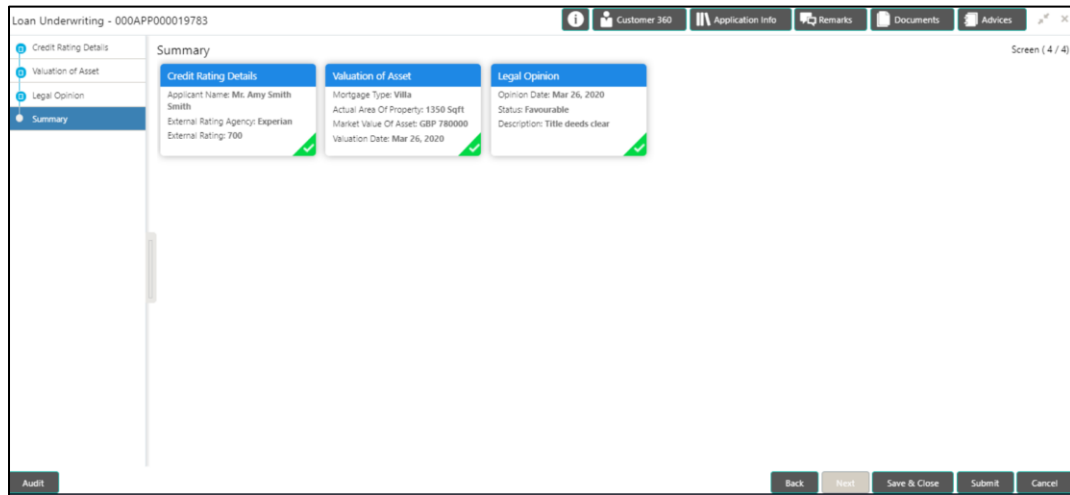 Loan Underwriting - 000APP000019783
Customer 360
Application Info
Remarks
Documents
Advices
Credit Rating Details
Valuation of Asset
Legal Opinion
Summary
Summary
Screen ( 4 / 4)
Credit Rating Details
Applicant Name: Mr. Amy Smith
Smith
External Rating Agency: Experian
External Rating: 700
Valuation of Asset
Mortgage Type: Villa
Actual Area Of Property: 1350 Sqft
Market Value Of Asset: GBP 780000
Valuation Date: Mar 26, 2020
Legal Opinion
Opinion Date: Mar 26, 2020
Status: Favourable
Description: Title deeds clear
Audit
Back
Next
Save & Close
Submit
Cancel